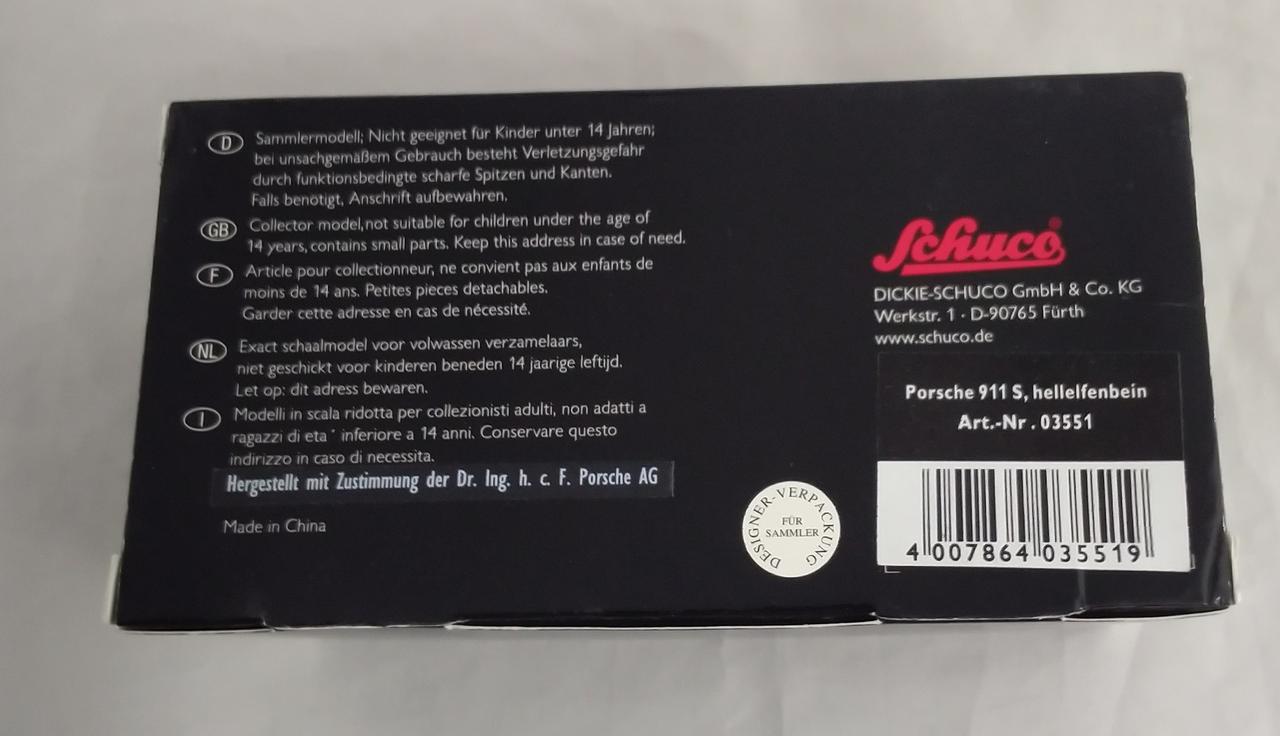 D
Sammlermodell; Nicht geeignet für Kinder unter 14 Jahren;
bei unsachgemäßem Gebrauch besteht Verletzungsgefahr
durch funktionsbedingte scharfe Spitzen und Kanten.
Falls benötigt, Anschrift aufbewahren.
GB
Collector model, not suitable for children under the age of
14 years, contains small parts. Keep this address in case of need.
F
Article pour collectionneur, ne convient pas aux enfants de
moins de 14 ans. Petites pieces detachables.
Garder cette adresse en cas de nécessité.
NL
Exact schaalmodel voor volwassen verzamelaars,
niet geschickt voor kinderen beneden 14 jaarige leftijd.
Let op: dit adress bewaren.
I
Modelli in scala ridotta per collezionisti adulti, non adatti a
ragazzi di eta ' inferiore a 14 anni. Conservare questo
indirizzo in caso di necessita.
Hergestellt mit Zustimmung der Dr. Ing. h. c. F. Porsche AG
Made in China
DESIGNER-VERPACKUNG
FÜR
SAMMLER
Schuco®
DICKIE-SCHUCO GmbH & Co. KG
Werkstr. 1 · D-90765 Fürth
www.schuco.de
Porsche 911 S, hellelfenbein
Art.-Nr . 03551
4 007864 035519